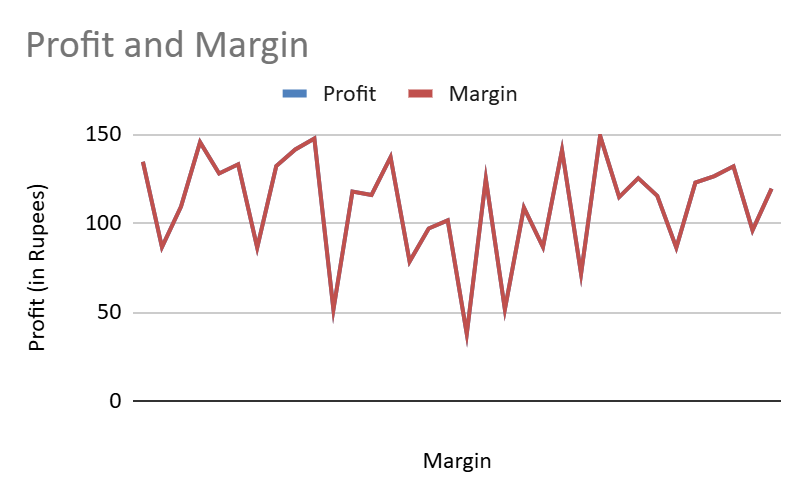 Profit and Margin
Profit Margin
150
100
50
0
Profit (in Rupees)
Margin